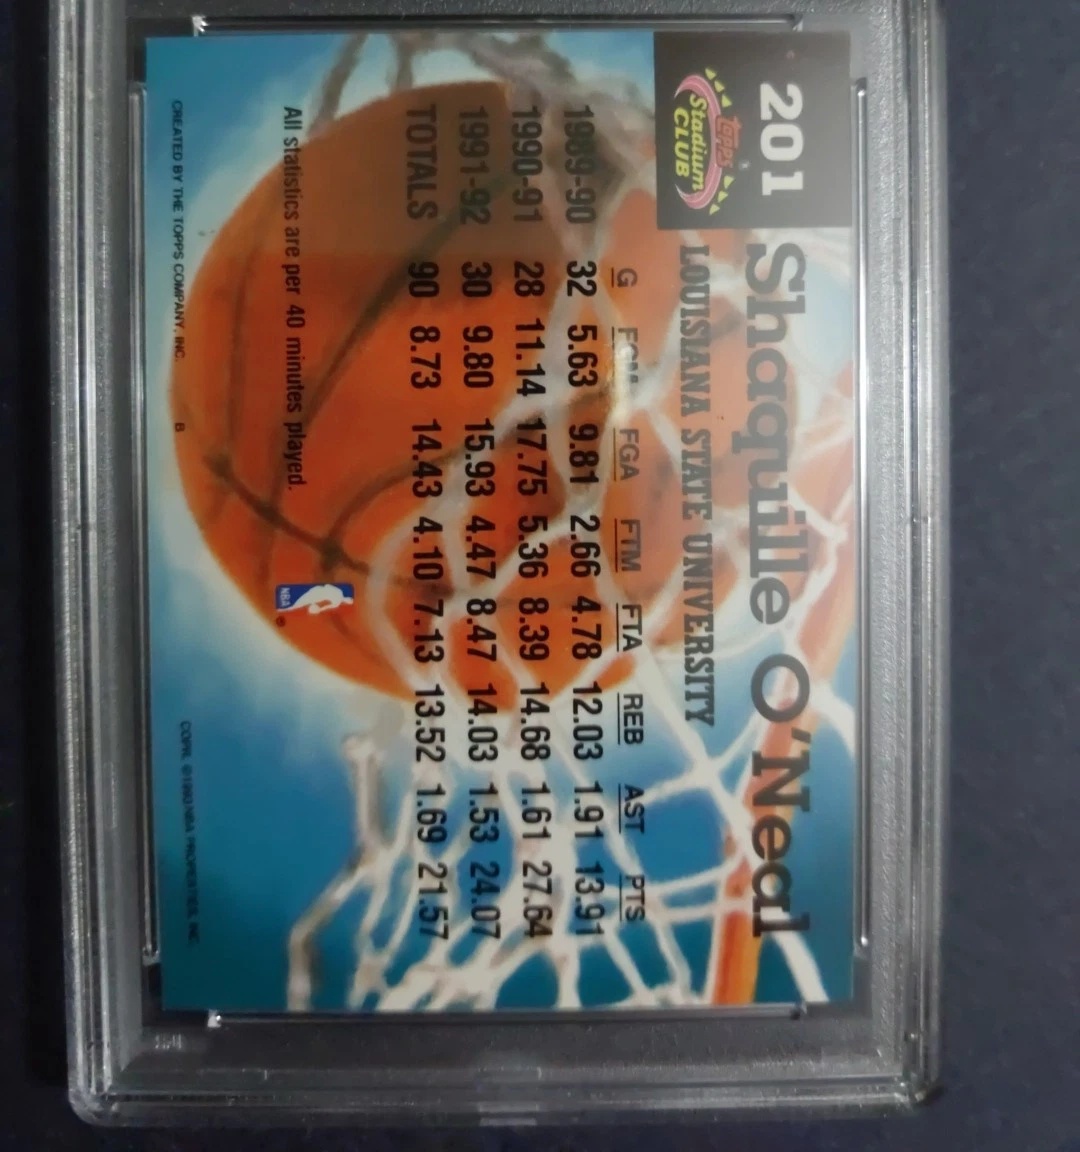 201
Shaquille O'Neal
Topps
Stadium
CLUB
LOUISIANA STATE UNIVERSITY
G FGM FGA FTM FTA REB AST PTS
1989-90 32 5.63 9.81 2.66 4.78 12.03 1.91 13.91
1990-91 28 11.14 17.75 5.36 8.39 14.68 1.61 27.64
1991-92 30 9.80 15.93 4.47 8.47 14.03 1.53 24.07
TOTALS 90 8.73 14.43 4.10 7.13 13.52 1.69 21.57
All statistics are per 40 minutes played.
NBA ®
CREATED BY THE TOPPS COMPANY, INC. B COPR. ©1993 NBA PROPERTIES, INC.